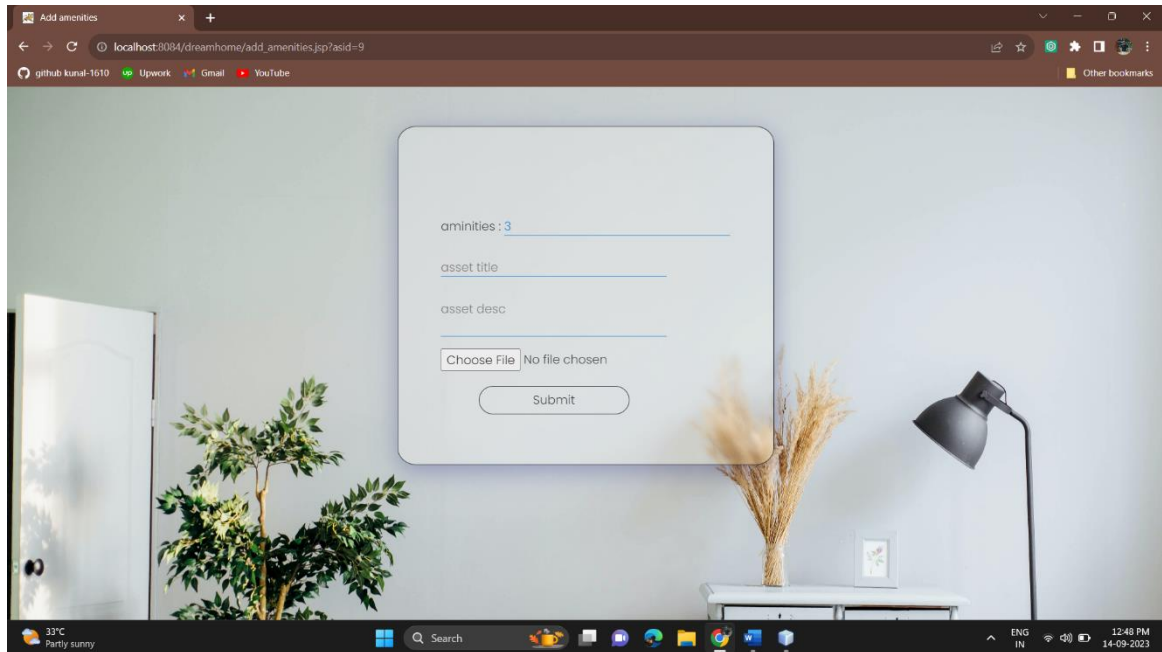 Add amenities
localhost:8084/dreamhome/add_amenities.jsp?asid=9
github kunal-1610 up Upwork Gmail YouTube Other bookmarks
aminities : 3
asset title
asset desc
Choose File No file chosen
Submit
33°C
Partly sunny
Search
ENG
IN
12:48 PM
14-09-2023